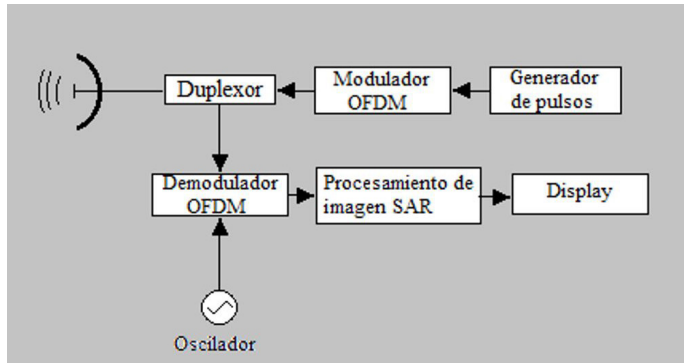 Duplexor
Modulador
OFDM
Generador
de pulsos
Demodulador
OFDM
Procesamiento de
imagen SAR
Display
Oscilador